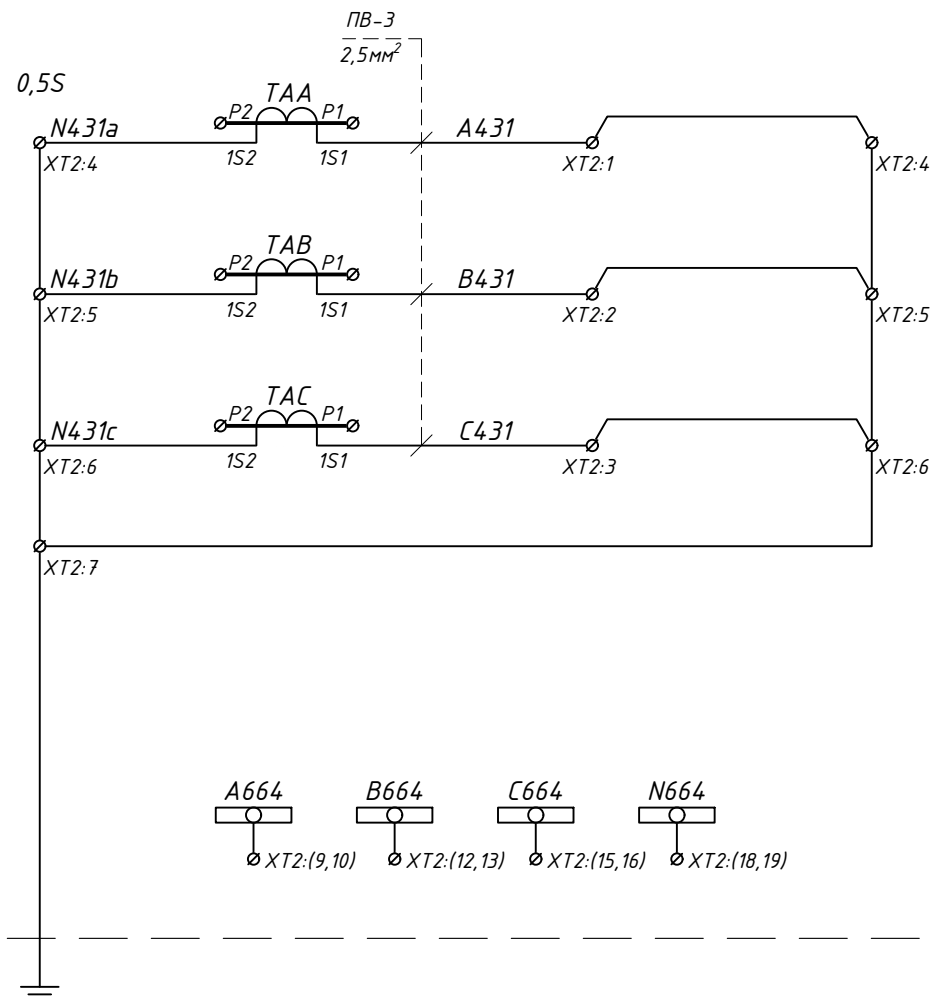 ПВ-3
2,5мм²
0,5S
N431a P2 TAA P1 A431
XT2:4 1S2 1S1 XT2:1 XT2:4
N431b P2 TAB P1 B431
XT2:5 1S2 1S1 XT2:2 XT2:5
N431c P2 TAC P1 C431
XT2:6 1S2 1S1 XT2:3 XT2:6
XT2:7
A664 B664 C664 N664
XT2:(9,10) XT2:(12,13) XT2:(15,16) XT2:(18,19)